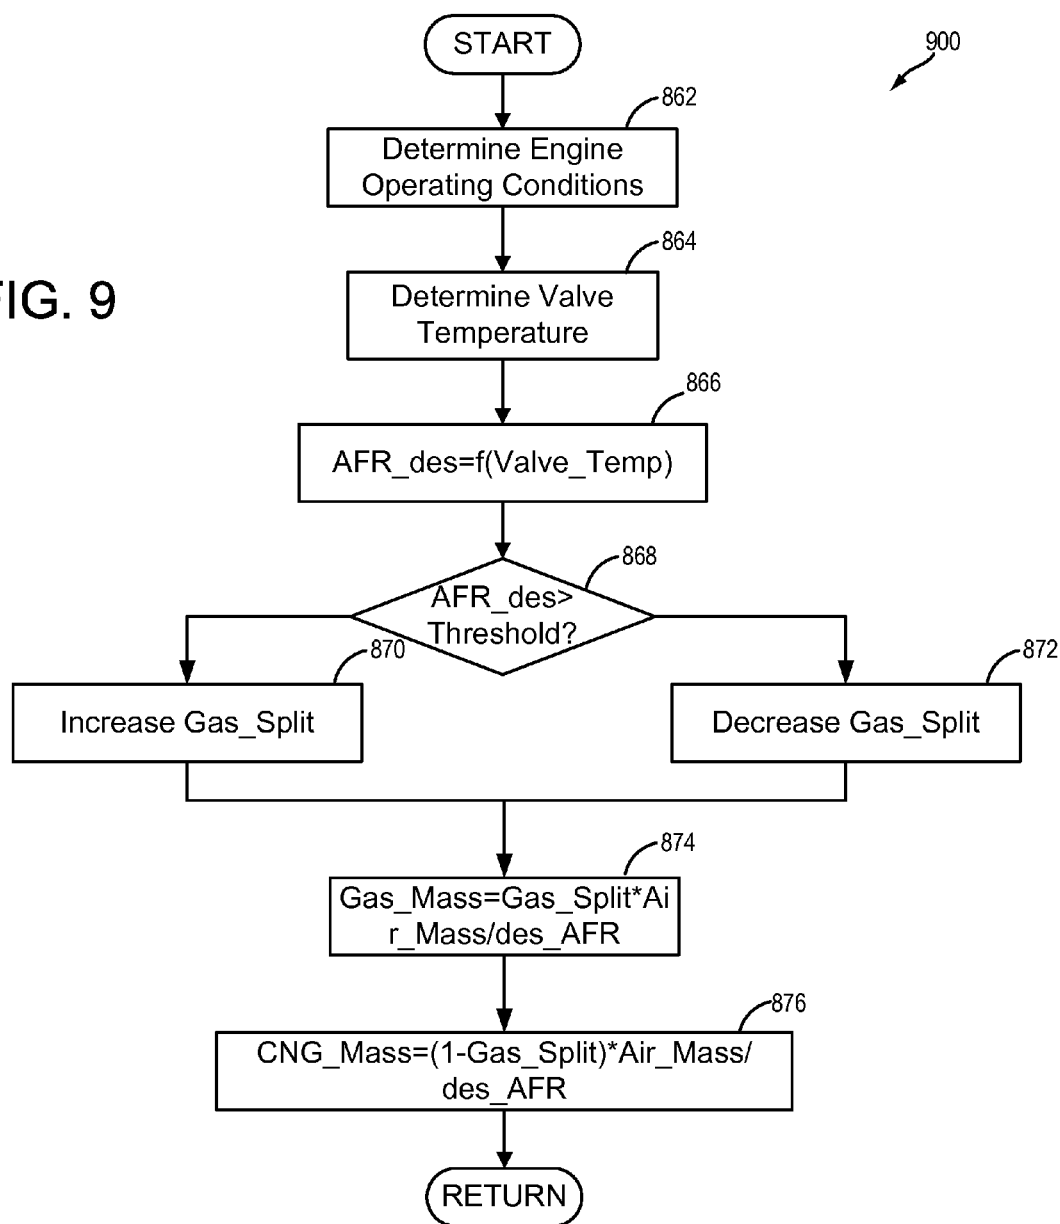 START
900
862
Determine Engine
Operating Conditions
864
Determine Valve
Temperature
FIG. 9
866
AFR_des=f(Valve_Temp)
868
AFR_des>
Threshold?
870
872
Increase Gas_Split
Decrease Gas_Split
874
Gas_Mass=Gas_Split*Ai
r_Mass/des_AFR
876
CNG_Mass=(1-Gas_Split)*Air_Mass/
des_AFR
RETURN